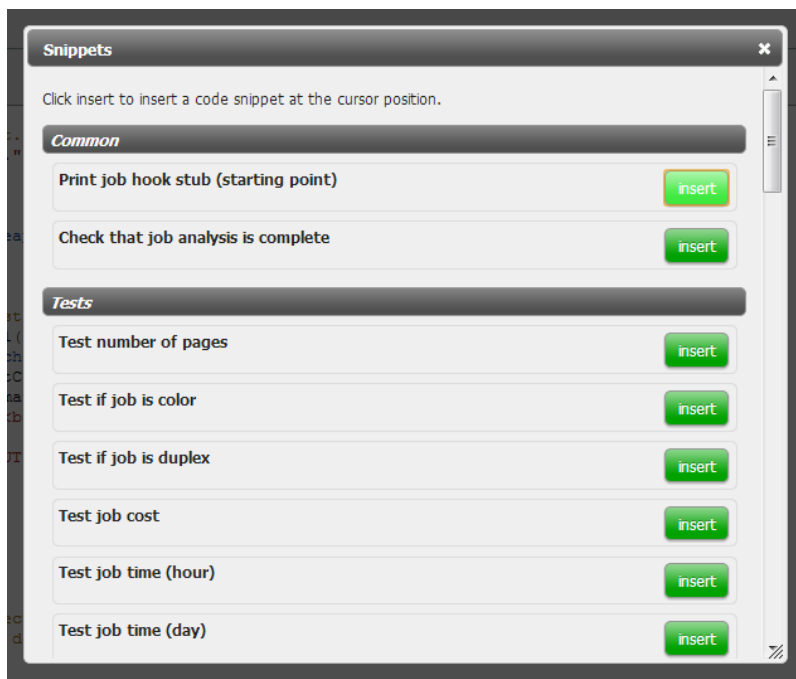 Snippets
Click insert to insert a code snippet at the cursor position.
Common
Print job hook stub (starting point)
insert
Check that job analysis is complete
insert
Tests
Test number of pages
insert
Test if job is color
insert
Test if job is duplex
insert
Test job cost
insert
Test job time (hour)
insert
Test job time (day)
insert